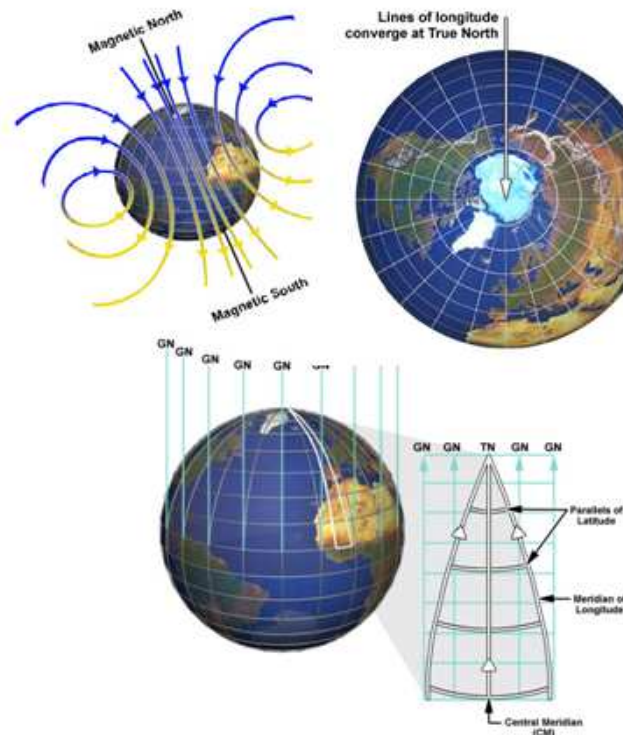 Magnetic North
Magnetic South
Lines of longitude
converge at True North
GN
GN
GN
GN
GN
GN
GN GN TN GN GN
Parallels of
Latitude
Meridian of
Longitude
Central Meridian
(CM)